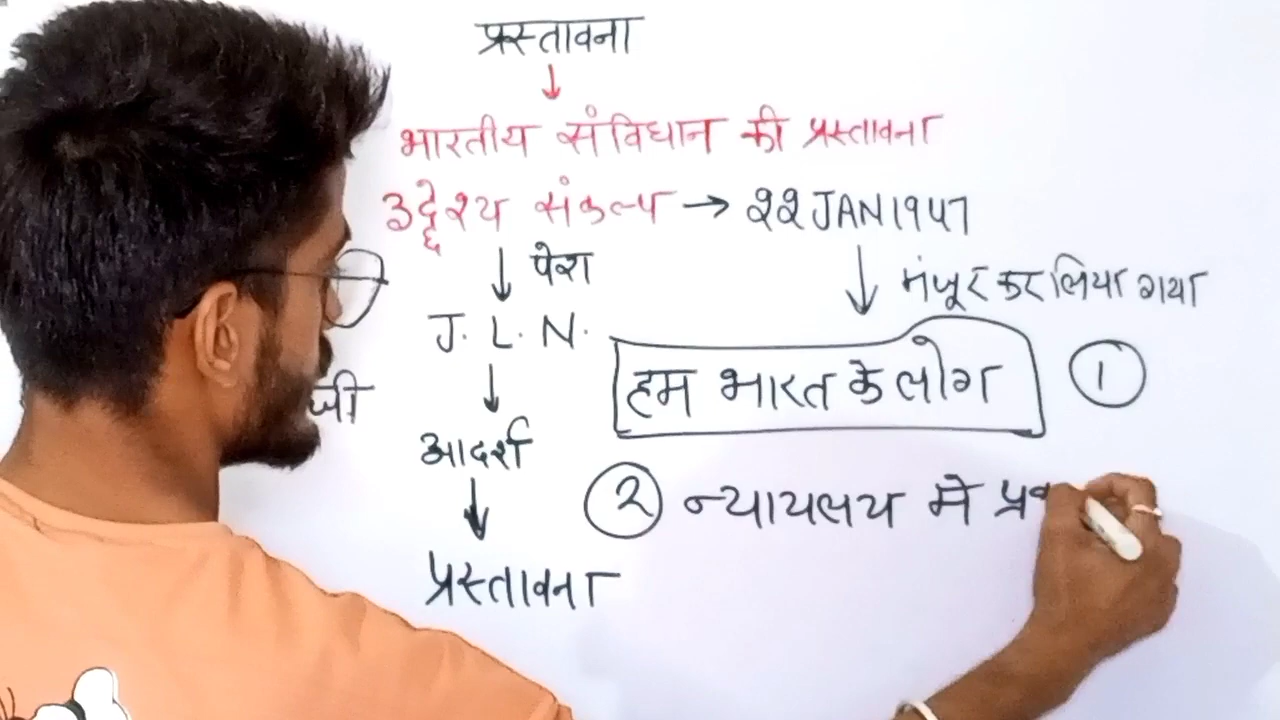 प्रस्तावना
↓
भारतीय संविधान की प्रस्तावना
उद्देश्य संकल्प → 22 JAN 1947
↓ पेश ↓ मंजूर कर लिया गया
J. L. N.
हम भारत के लोग 1
↓
जी
आदर्श
2 न्यायलय मे प्र
↓
प्रस्तावना